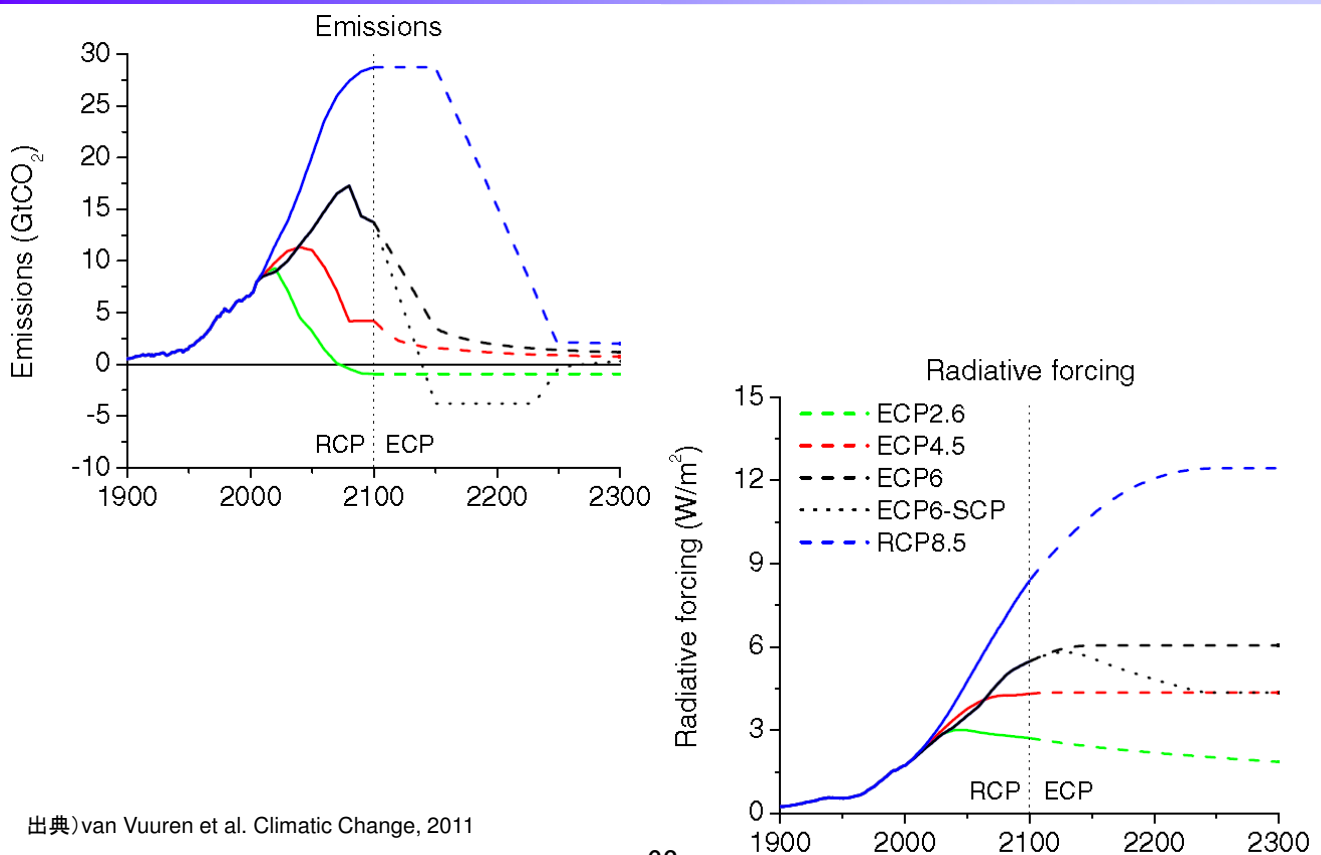 Emissions
30
25
20
15
10
5
0
-5
-10
Emissions (GtCO₂)
RCP ECP
1900 2000 2100 2200 2300
Radiative forcing
15
12
9
6
3
0
Radiative forcing (W/m²)
ECP2.6
ECP4.5
ECP6
ECP6-SCP
RCP8.5
RCP ECP
1900 2000 2100 2200 2300
出典)van Vuuren et al. Climatic Change, 2011